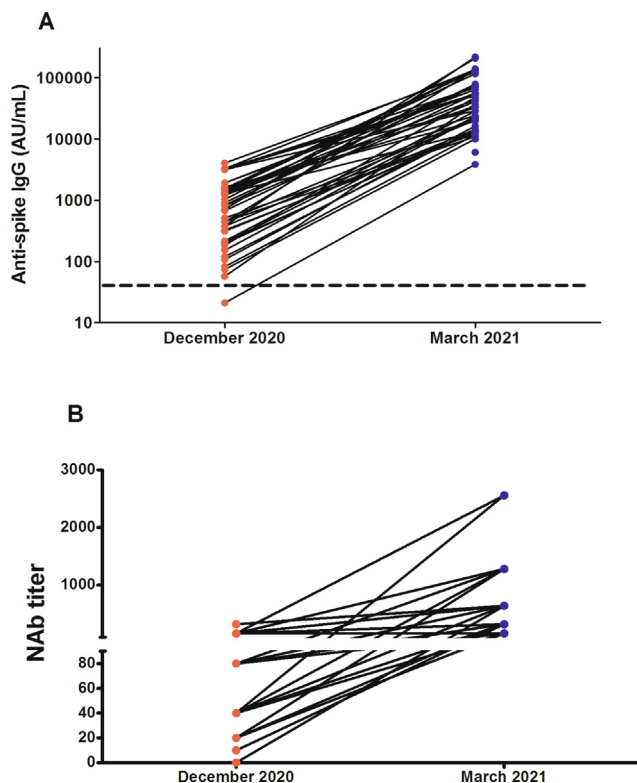 A
Anti-spike IgG (AU/mL)
100000
10000
1000
100
10
December 2020 March 2021
B
NAb titer
3000
2000
1000
80
60
40
20
0
December 2020 March 2021